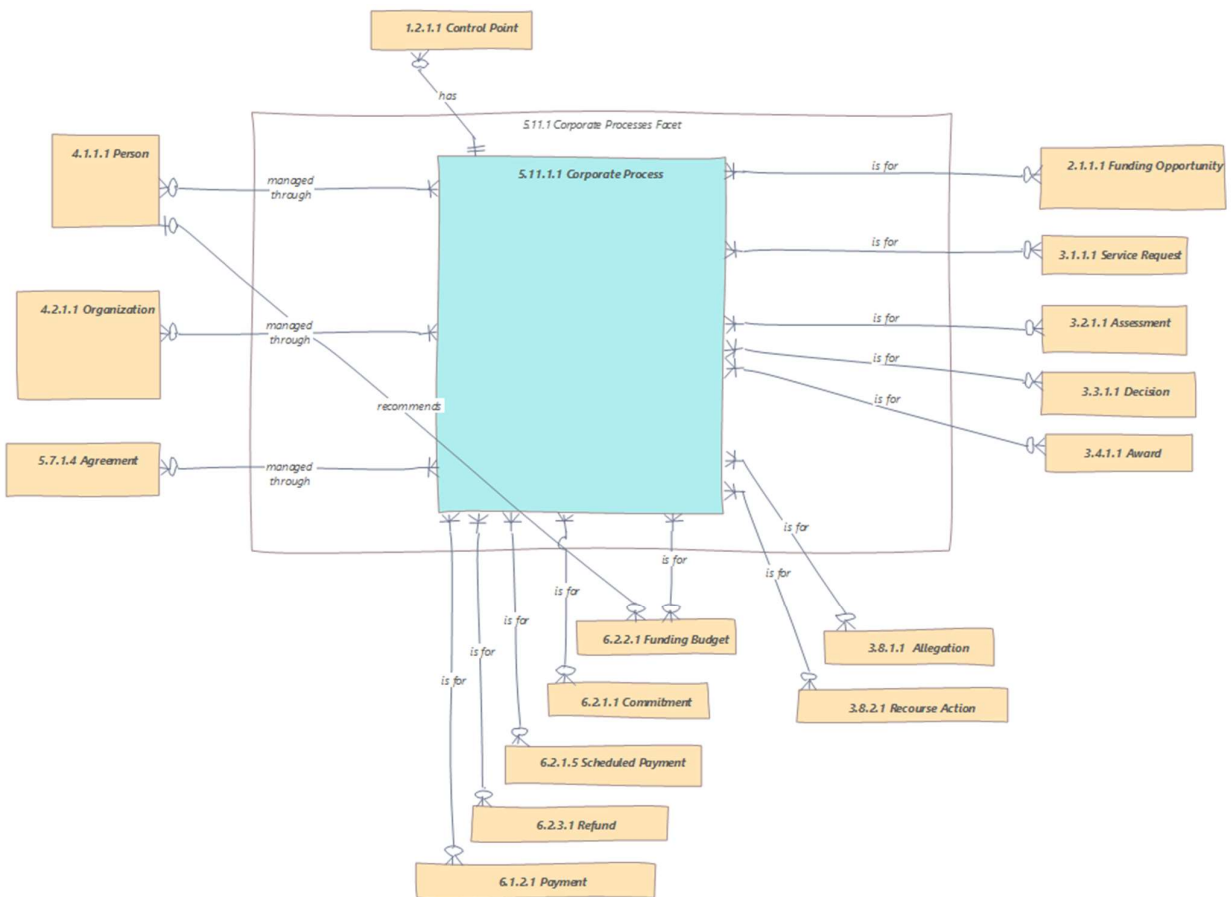 1.2.1.1 Control Point
has
5.11.1 Corporate Processes Facet
4.1.1.1 Person
managed
through
5.11.1.1 Corporate Process
is for
2.1.1.1 Funding Opportunity
is for
3.1.1.1 Service Request
4.2.1.1 Organization
managed
through
is for
3.2.1.1 Assessment
is for
3.3.1.1 Decision
recommends
is for
3.4.1.1 Award
5.7.1.4 Agreement
managed
through
is for
is for
is for
is for
is for
is for
is for
6.2.2.1 Funding Budget
3.8.1.1 Allegation
is for
6.2.1.1 Commitment
3.8.2.1 Recourse Action
6.2.1.5 Scheduled Payment
6.2.3.1 Refund
6.1.2.1 Payment